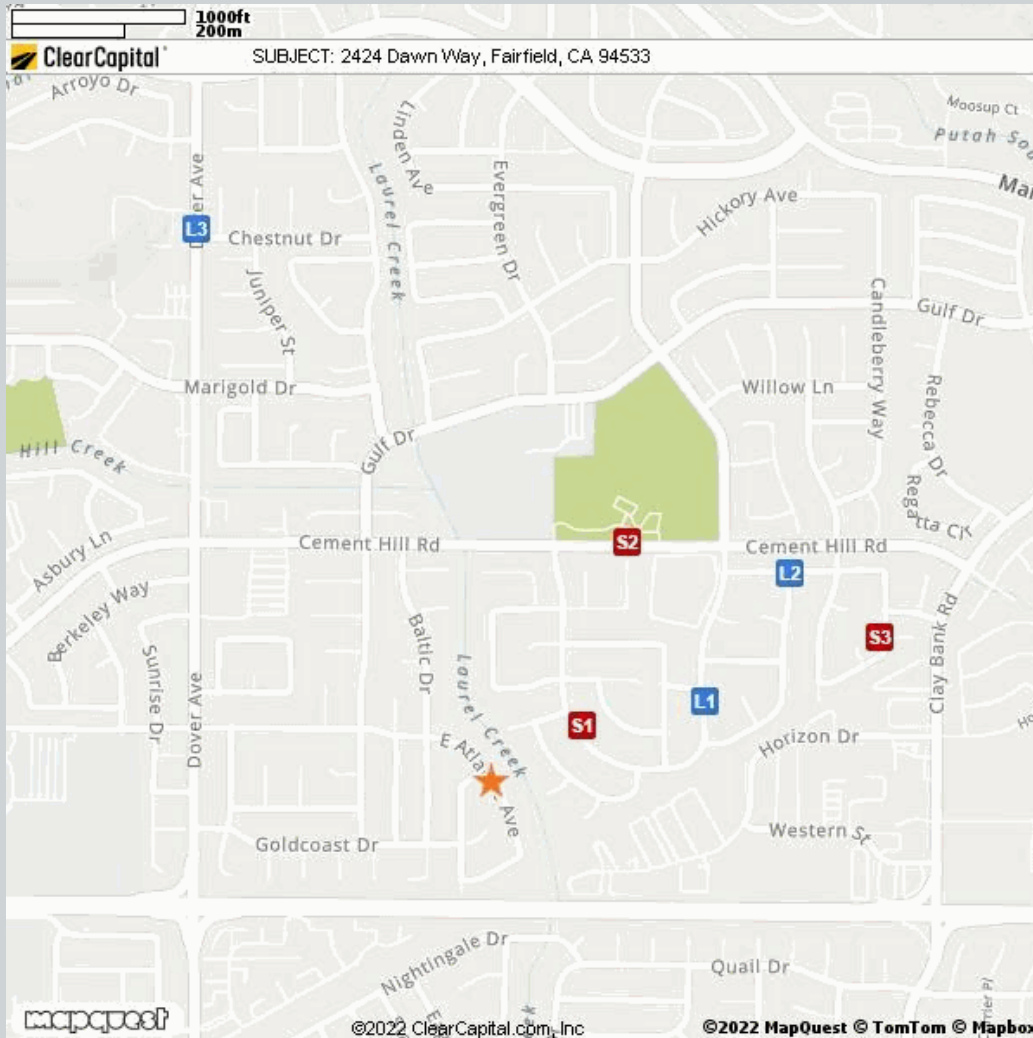 1000ft
200m
ClearCapital
SUBJECT: 2424 Dawn Way, Fairfield, CA 94533
Arroyo Dr
Linden Ave
Moosup Ct
Putah
Evergreen Dr
Hickory Ave
Laurel Creek
L3
Chestnut Dr
Juniper St
Candleberry Way
Gulf Dr
Marigold Dr
Willow Ln
Rebecca Dr
Hill Creek
Gulf Dr
Regatta Cir
Asbury Ln
Cement Hill Rd
S2
Cement Hill Rd
L2
Berkeley Way
Baltic Dr
Clay Bank Rd
S3
Sunrise Dr
Dover Ave
Laurel Creek
L1
S1
Horizon Dr
E Atla
Ave
Goldcoast Dr
Western St
Nightingale Dr
Quail Dr
mapquest
©2022 ClearCapital.com, Inc
©2022 MapQuest © TomTom © Mapbox